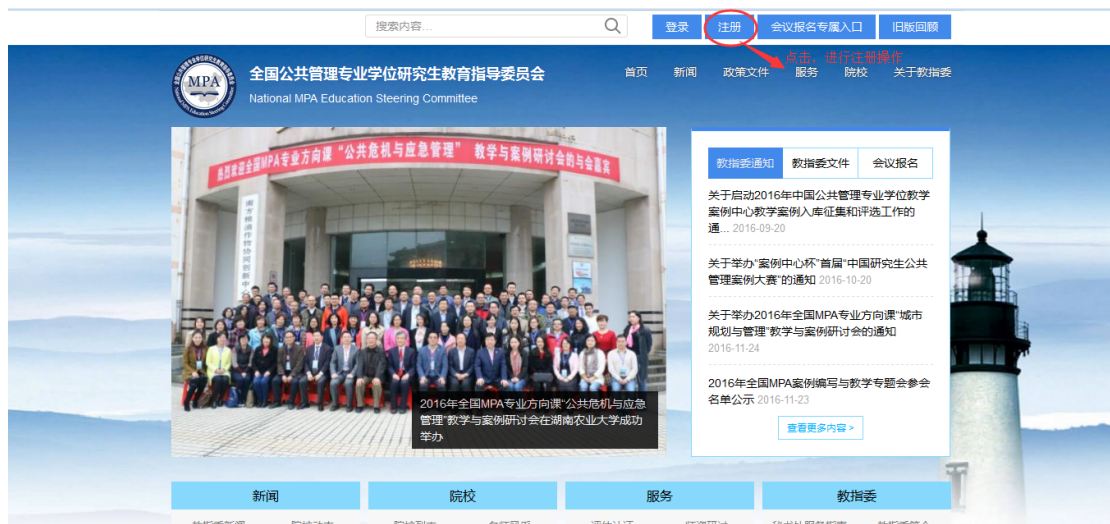 搜索内容...
登录
注册
会议报名专属入口
旧版回顾
点击,进行注册操作
MPA
全国公共管理专业学位研究生教育指导委员会
National MPA Education Steering Committee
首页 新闻 政策文件 服务 院校 关于教指委
热烈欢迎全国MPA专业方向课“公共危机与应急管理” 教学与案例研讨会的与会嘉宾
南方粮油作物协同创新中
2016年全国MPA专业方向课“公共危机与应急
管理”教学与案例研讨会在湖南农业大学成功
举办
教指委通知 教指委文件 会议报名
关于启动2016年中国公共管理专业学位教学
案例中心教学案例入库征集和评选工作的
通... 2016-09-20
关于举办“案例中心杯”首届“中国研究生公共
管理案例大赛”的通知 2016-10-20
关于举办2016年全国MPA专业方向课“城市
规划与管理”教学与案例研讨会的通知
2016-11-24
2016年全国MPA案例编写与教学专题会参会
名单公示 2016-11-23
查看更多内容 >
新闻 院校 服务 教指委